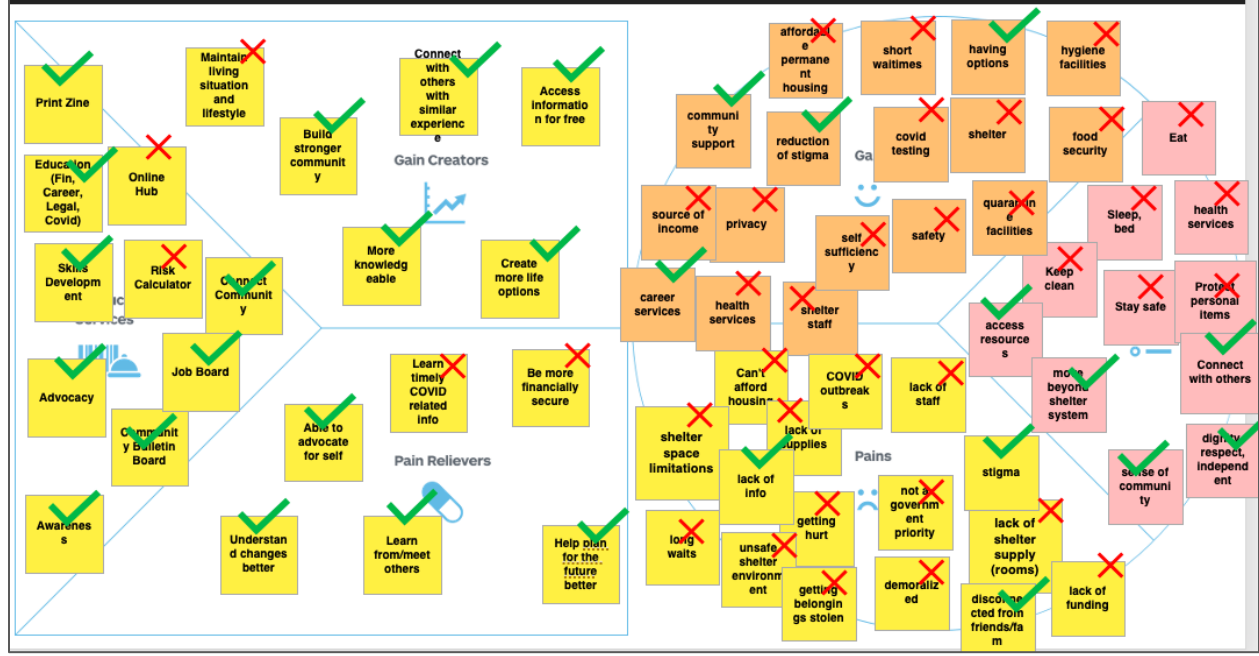 Print Zine
Education
(Fin,
Career,
Legal,
Covid)
Online
Hub
Skills
Developm
ent
Risk
Calculator
Connect
Communit
y
Services
Job Board
Advocacy
Communit
y Bulletin
Board
Awarenes
s
Maintain
living
situation
and
lifestyle
Build
stronger
communit
y
Connect
with
others
with
similar
experienc
e
Access
informatio
n for free
Gain Creators
More
knowledg
eable
Create
more life
options
Learn
timely
COVID
related
info
Be more
financially
secure
Able to
advocate
for self
Pain Relievers
Understan
d changes
better
Learn
from/meet
others
Help plan
for the
future
better
affordabl
e
permane
nt
housing
short
waitimes
having
options
hygiene
facilities
communi
ty
support
reduction
of stigma
Ga
covid
testing
shelter
food
security
source of
income
privacy
self
sufficienc
y
safety
quarantin
e
facilities
career
services
health
services
shelter
staff
Eat
Sleep,
bed
health
services
Keep
clean
Stay safe
Protect
personal
items
access
resource
s
move
beyond
shelter
system
Connect
with others
sense of
communi
ty
dignity
respect,
independ
ent
Can't
afford
housing
COVID
outbreak
s
lack of
staff
shelter
space
limitations
lack of
supplies
lack of
info
Pains
stigma
long
waits
unsafe
shelter
environm
ent
getting
hurt
not a
governm
ent
priority
lack of
shelter
supply
(rooms)
getting
belongin
gs stolen
demoraliz
ed
disconne
cted from
friends/fa
m
lack of
funding